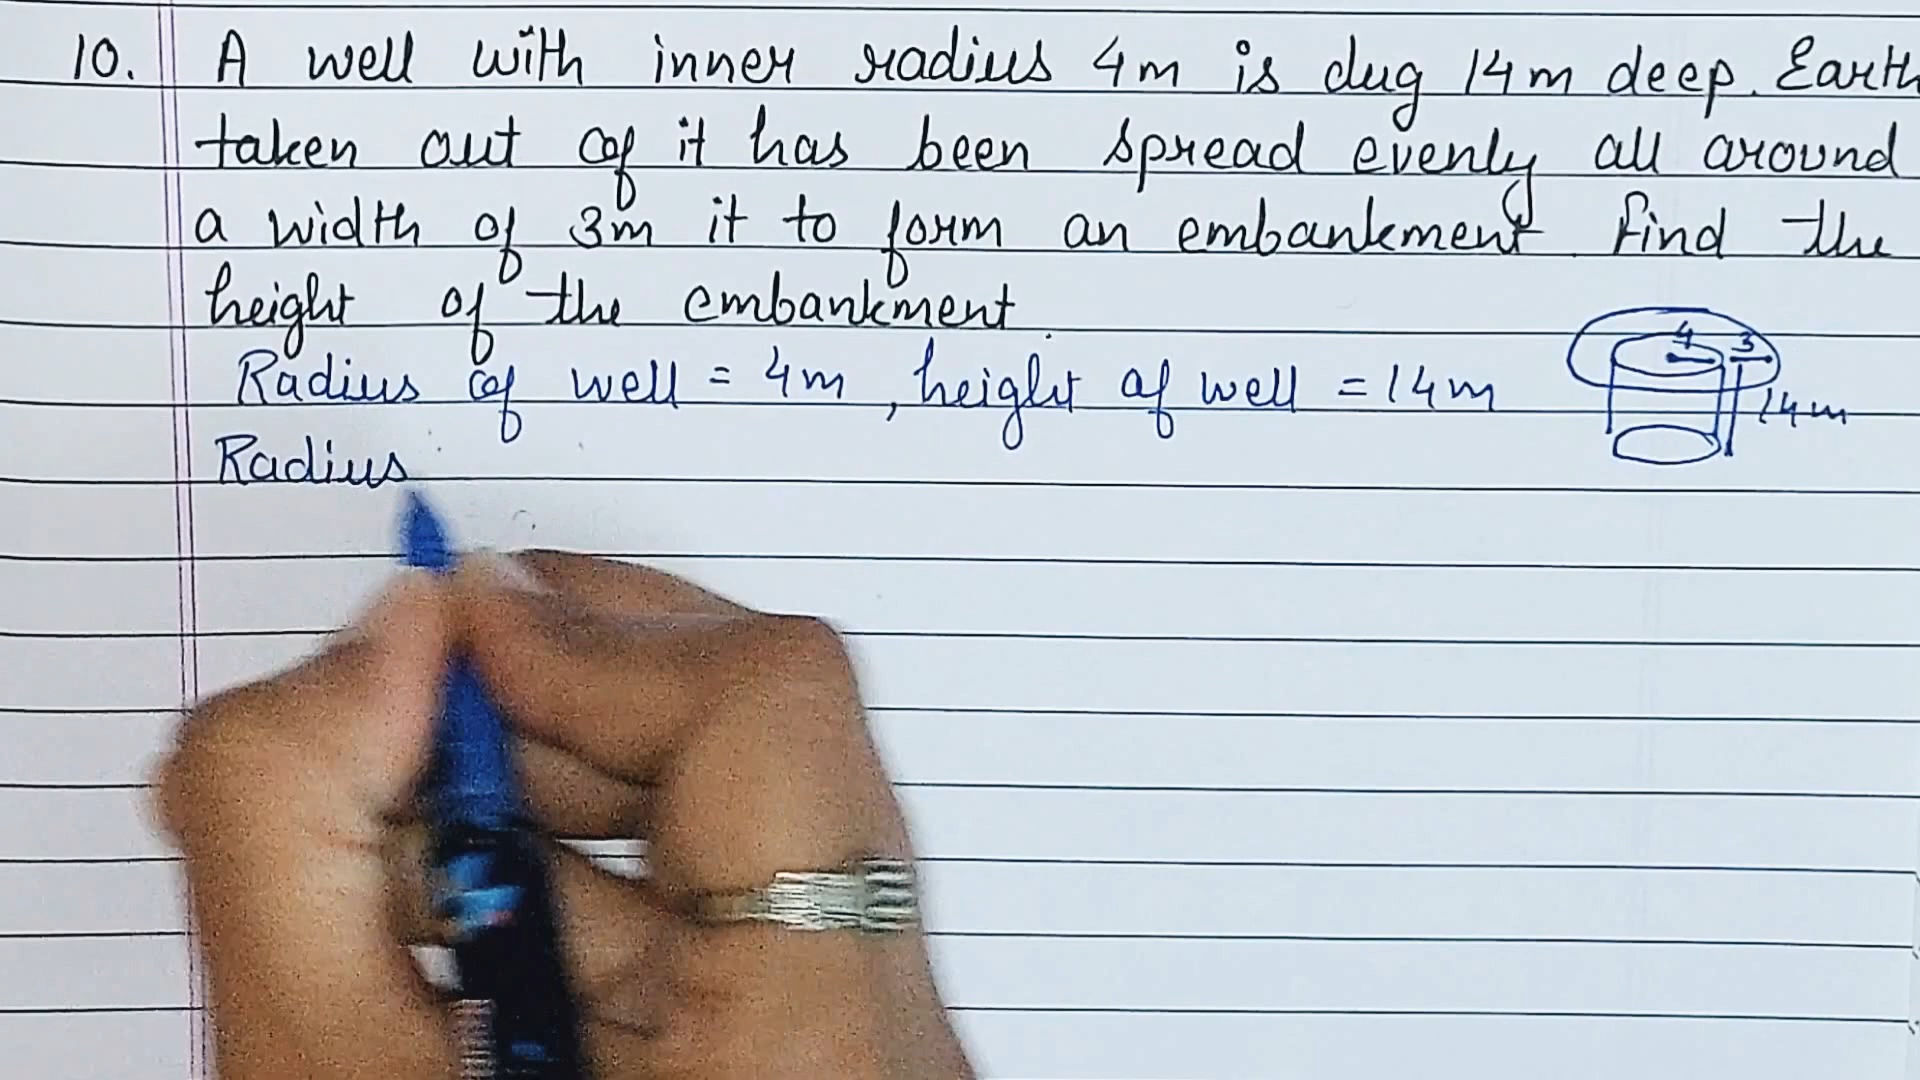 10. A well with inner radius 4m is dug 14m deep. Earth
taken out of it has been spread evenly all around
a width of 3m it to form an embankment. Find the
height of the embankment.
Radius of well = 4m, height of well = 14m
4 3
14m
Radius